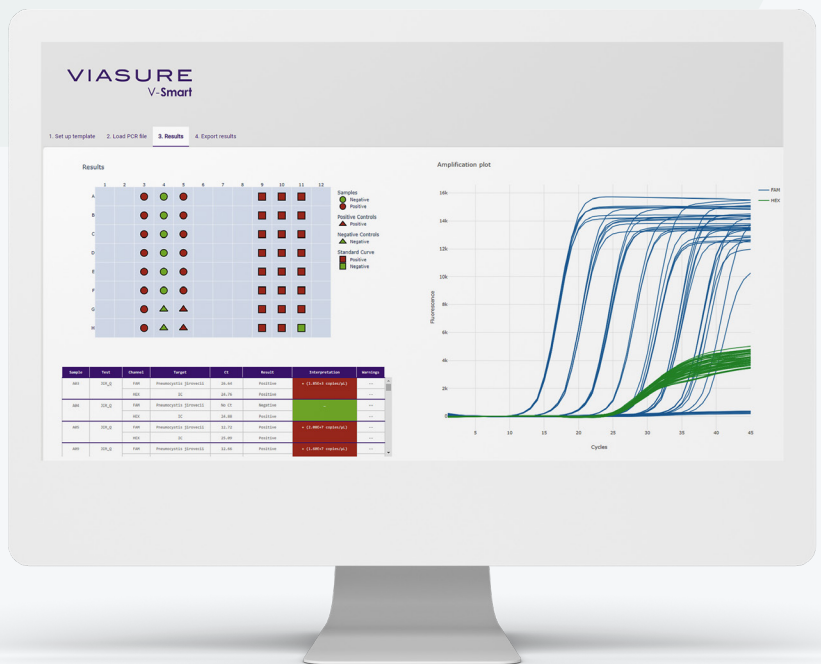 VIASURE
V-Smart
1. Set up template 2. Load PCR file 3. Results 4. Export results
Results
1 2 3 4 5 6 7 8 9 10 11 12
A
B
C
D
E
F
G
H
Samples
Negative
Positive
Positive Controls
Positive
Negative Controls
Negative
Standard Curve
Positive
Negative
Sample Test Channel Target Ct Result Interpretation Warnings
FAM Pneumocystis jirovecii Positive
HEX IC Positive
FAM Pneumocystis jirovecii No Ct Negative
HEX IC Positive
FAM Pneumocystis jirovecii Positive
HEX IC Positive
FAM Pneumocystis jirovecii Positive
Amplification plot
16k
14k
12k
10k
8k
6k
4k
2k
0
Fluorescence
5 10 15 20 25 30 35 40 45
Cycles
FAM
HEX